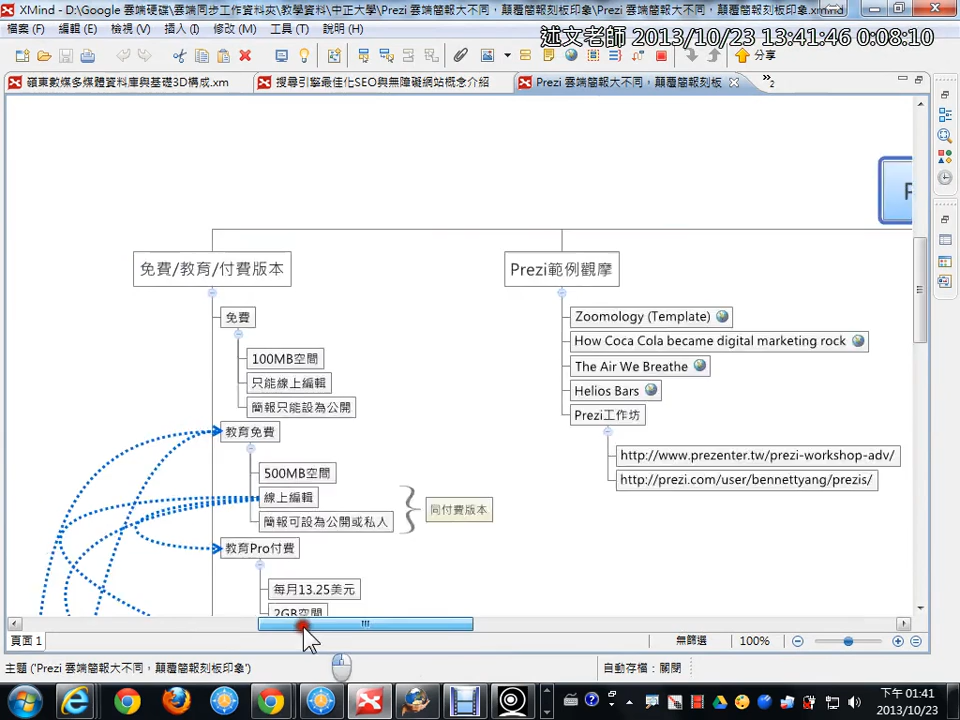 XMind - D:\Google 雲端硬碟\雲端同步工作資料夾\教學資料\中正大學\Prezi 雲端簡報大不同，顛覆簡報刻板印象\Prezi 雲端簡報大不同，顛覆簡報刻板印象.xmind
述文老師 2013/10/23 13:41:46 0:08:10
檔案 (F) 編輯 (E) 檢視 (V) 插入 (I) 修改 (M) 工具 (T) 說明 (H)
分享
嶺東數媒多媒體資料庫與基礎3D構成.xm
搜尋引擎最佳化SEO與無障礙網站概念介紹
Prezi 雲端簡報大不同，顛覆簡報刻板
»2
P
免費/教育/付費版本
Prezi範例觀摩
免費
100MB空間
只能線上編輯
簡報只能設為公開
教育免費
500MB空間
線上編輯
簡報可設為公開或私人
同付費版本
教育Pro付費
每月13.25美元
2GB空間
Zoomology (Template)
How Coca Cola became digital marketing rock
The Air We Breathe
Helios Bars
Prezi工作坊
http://www.prezenter.tw/prezi-workshop-adv/
http://prezi.com/user/bennettyang/prezis/
頁面 1
無篩選
100%
主題 ('Prezi 雲端簡報大不同，顛覆簡報刻板印象')
自動存檔：關閉
下午 01:41
2013/10/23